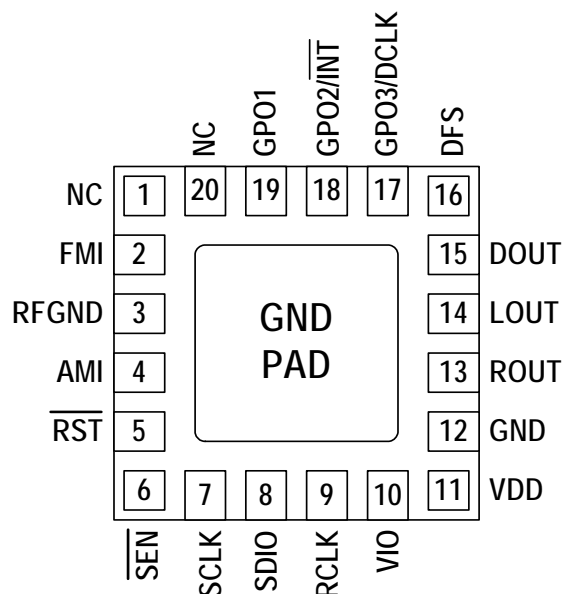 NC
GPO1
GPO2/INT
GPO3/DCLK
DFS
NC 1 20 19 18 17 16
FMI 2 15 DOUT
RFGND 3 14 LOUT
GND
PAD
AMI 4 13 ROUT
RST 5 12 GND
6 7 8 9 10 11 VDD
SEN
SCLK
SDIO
RCLK
VIO